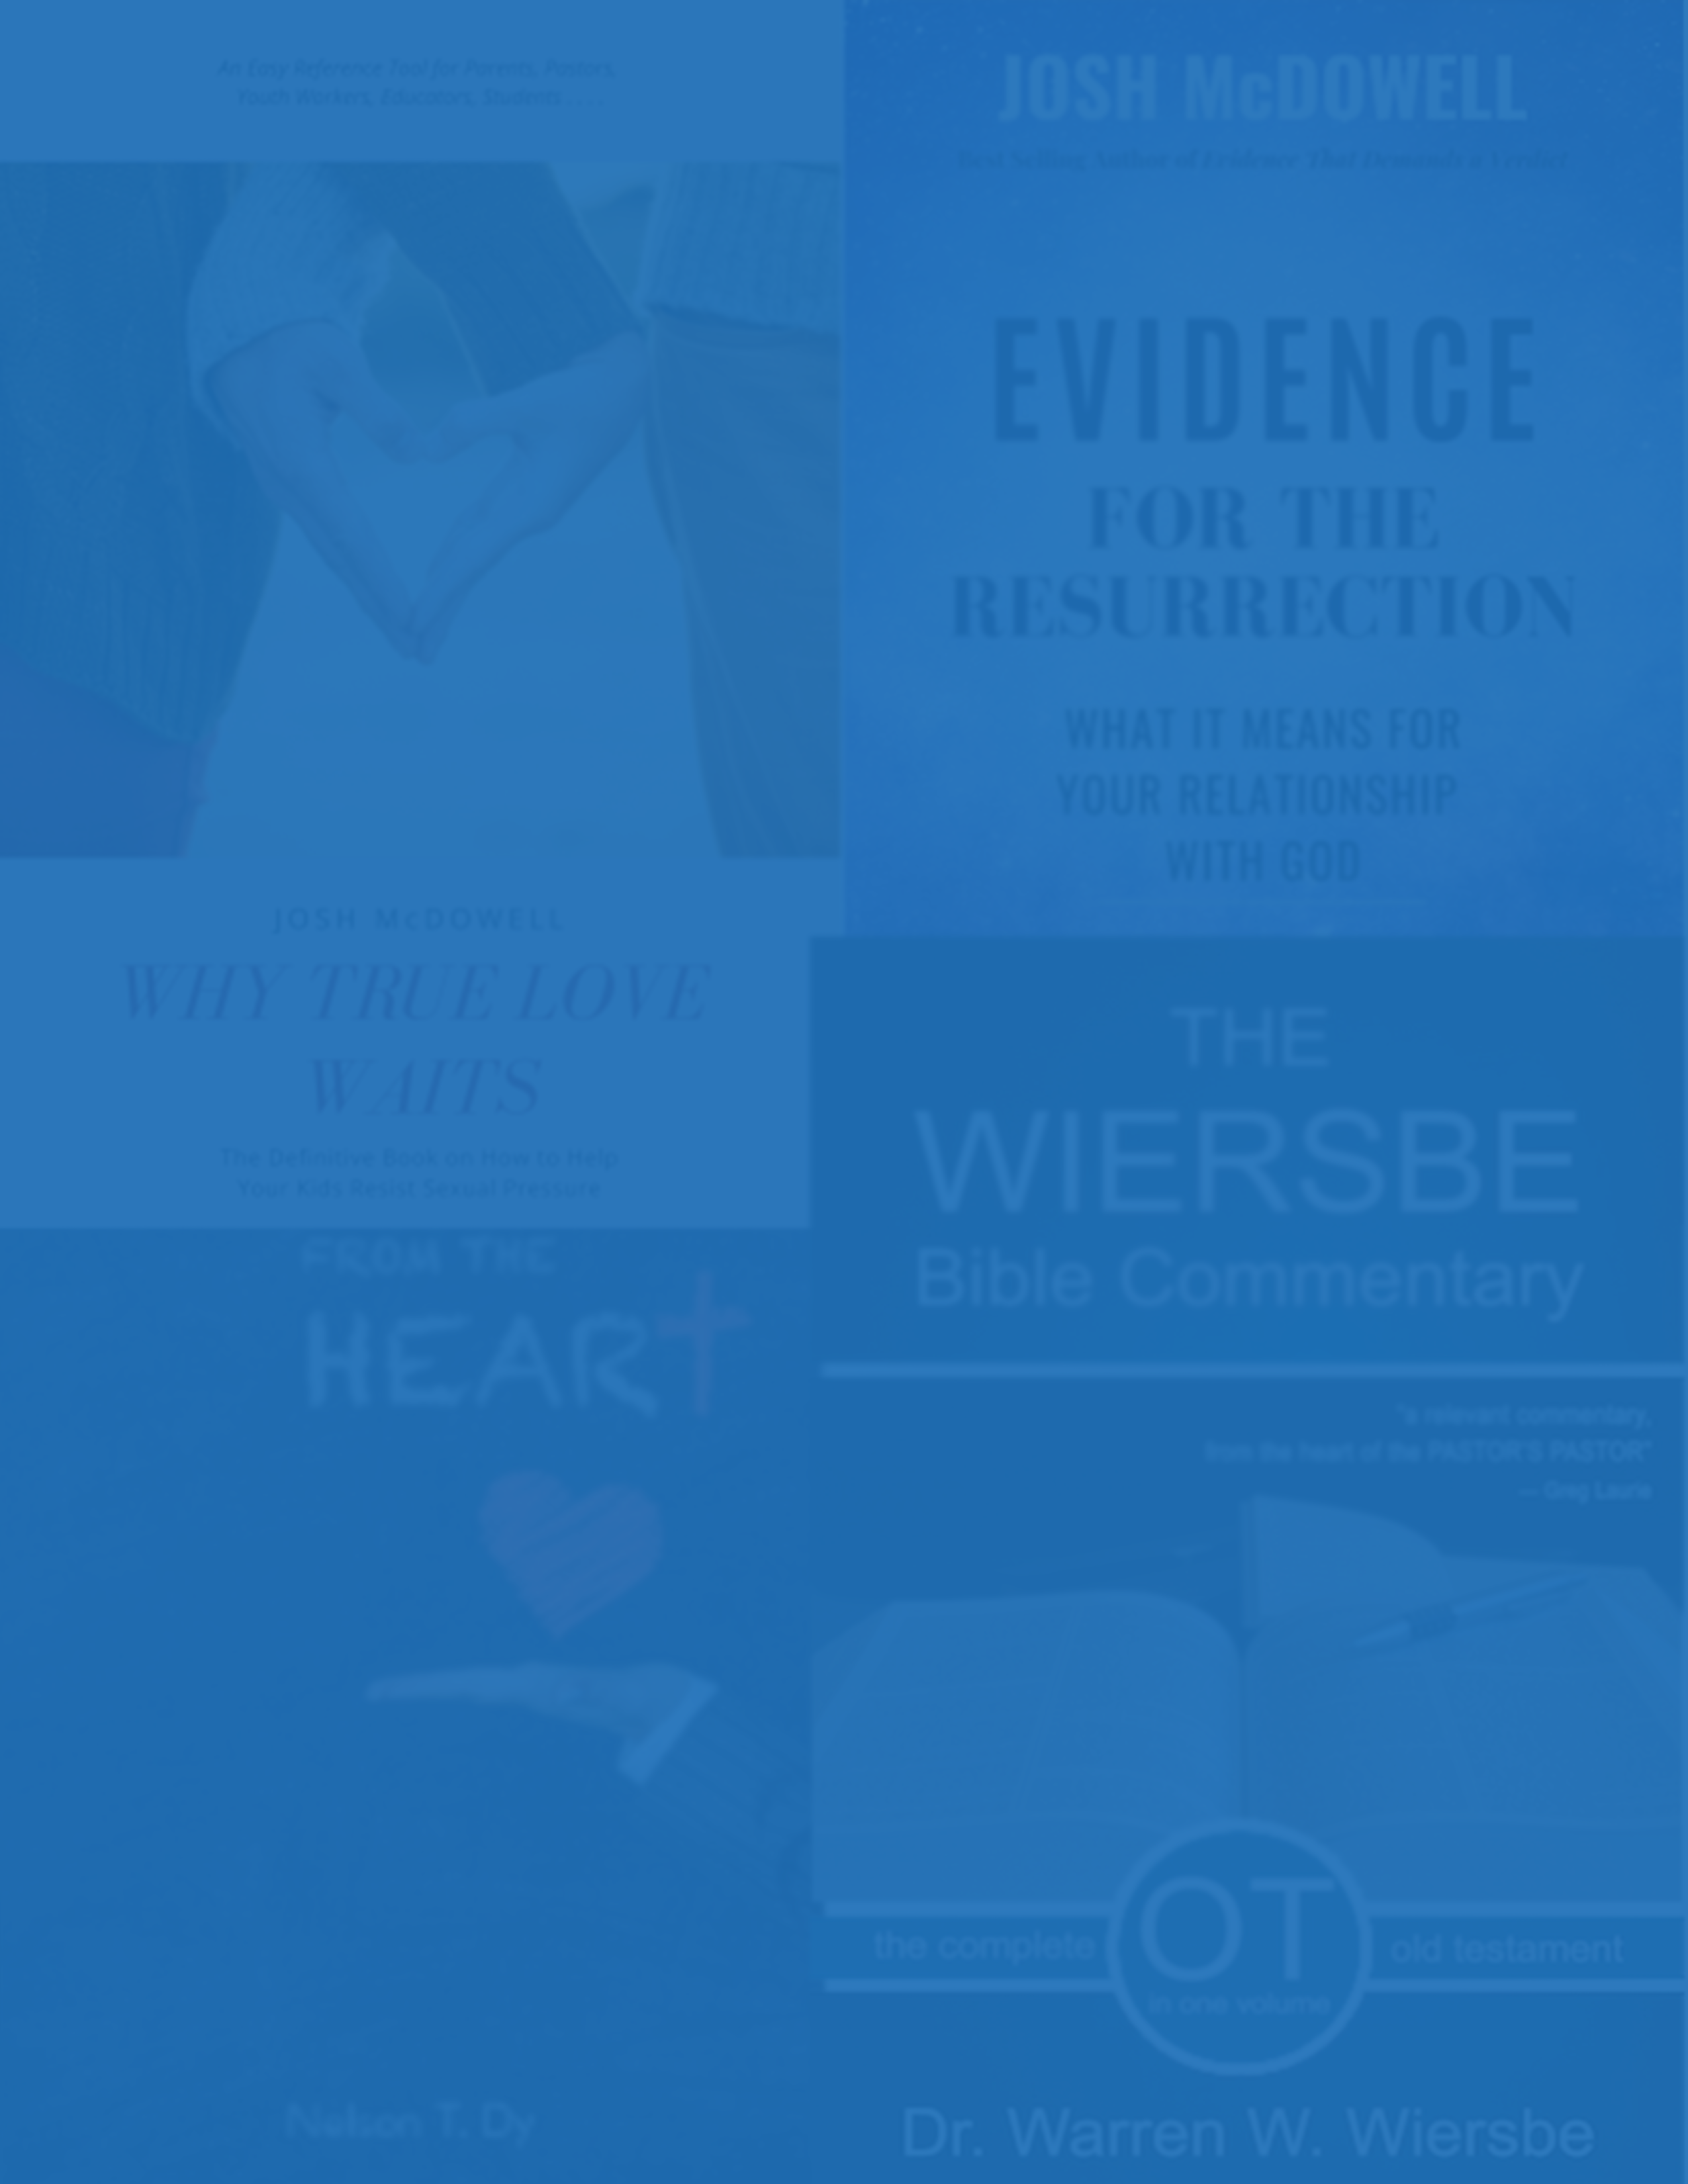 An Easy Reference Tool for Parents, Pastors,
Youth Workers, Educators, Students . . . .
JOSH McDOWELL
WHY TRUE LOVE
WAITS
The Definitive Book on How to Help
Your Kids Resist Sexual Pressure
JOSH McDOWELL
Best Selling Author of Evidence That Demands a Verdict
EVIDENCE
FOR THE
RESURRECTION
WHAT IT MEANS FOR
YOUR RELATIONSHIP
WITH GOD
FROM THE
HEART
Nelson T. Dy
THE
WIERSBE
Bible Commentary
"a relevant commentary,
from the heart of the PASTOR'S PASTOR"
— Greg Laurie
the complete OT old testament
in one volume
Dr. Warren W. Wiersbe